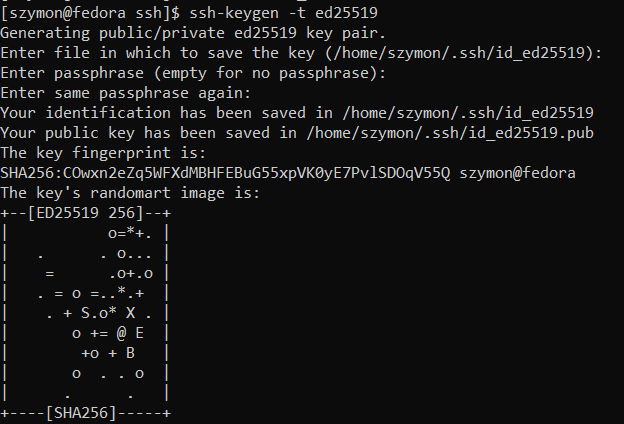 [szymon@fedora ssh]$ ssh-keygen -t ed25519
Generating public/private ed25519 key pair.
Enter file in which to save the key (/home/szymon/.ssh/id_ed25519):
Enter passphrase (empty for no passphrase):
Enter same passphrase again:
Your identification has been saved in /home/szymon/.ssh/id_ed25519
Your public key has been saved in /home/szymon/.ssh/id_ed25519.pub
The key fingerprint is:
SHA256:COwxn2eZq5WFXdMBHFEBuG55xpVK0yE7PvlSDOqV55Q szymon@fedora
The key's randomart image is:
+--[ED25519 256]--+
|           o=*+. |
|   .      . o... |
|    =      .o+.o |
|   . = o =..*.+  |
|    . + S.o* X . |
|       o += @ E  |
|        +o + B   |
|       o  . . o  |
|      .      .   |
+----[SHA256]-----+